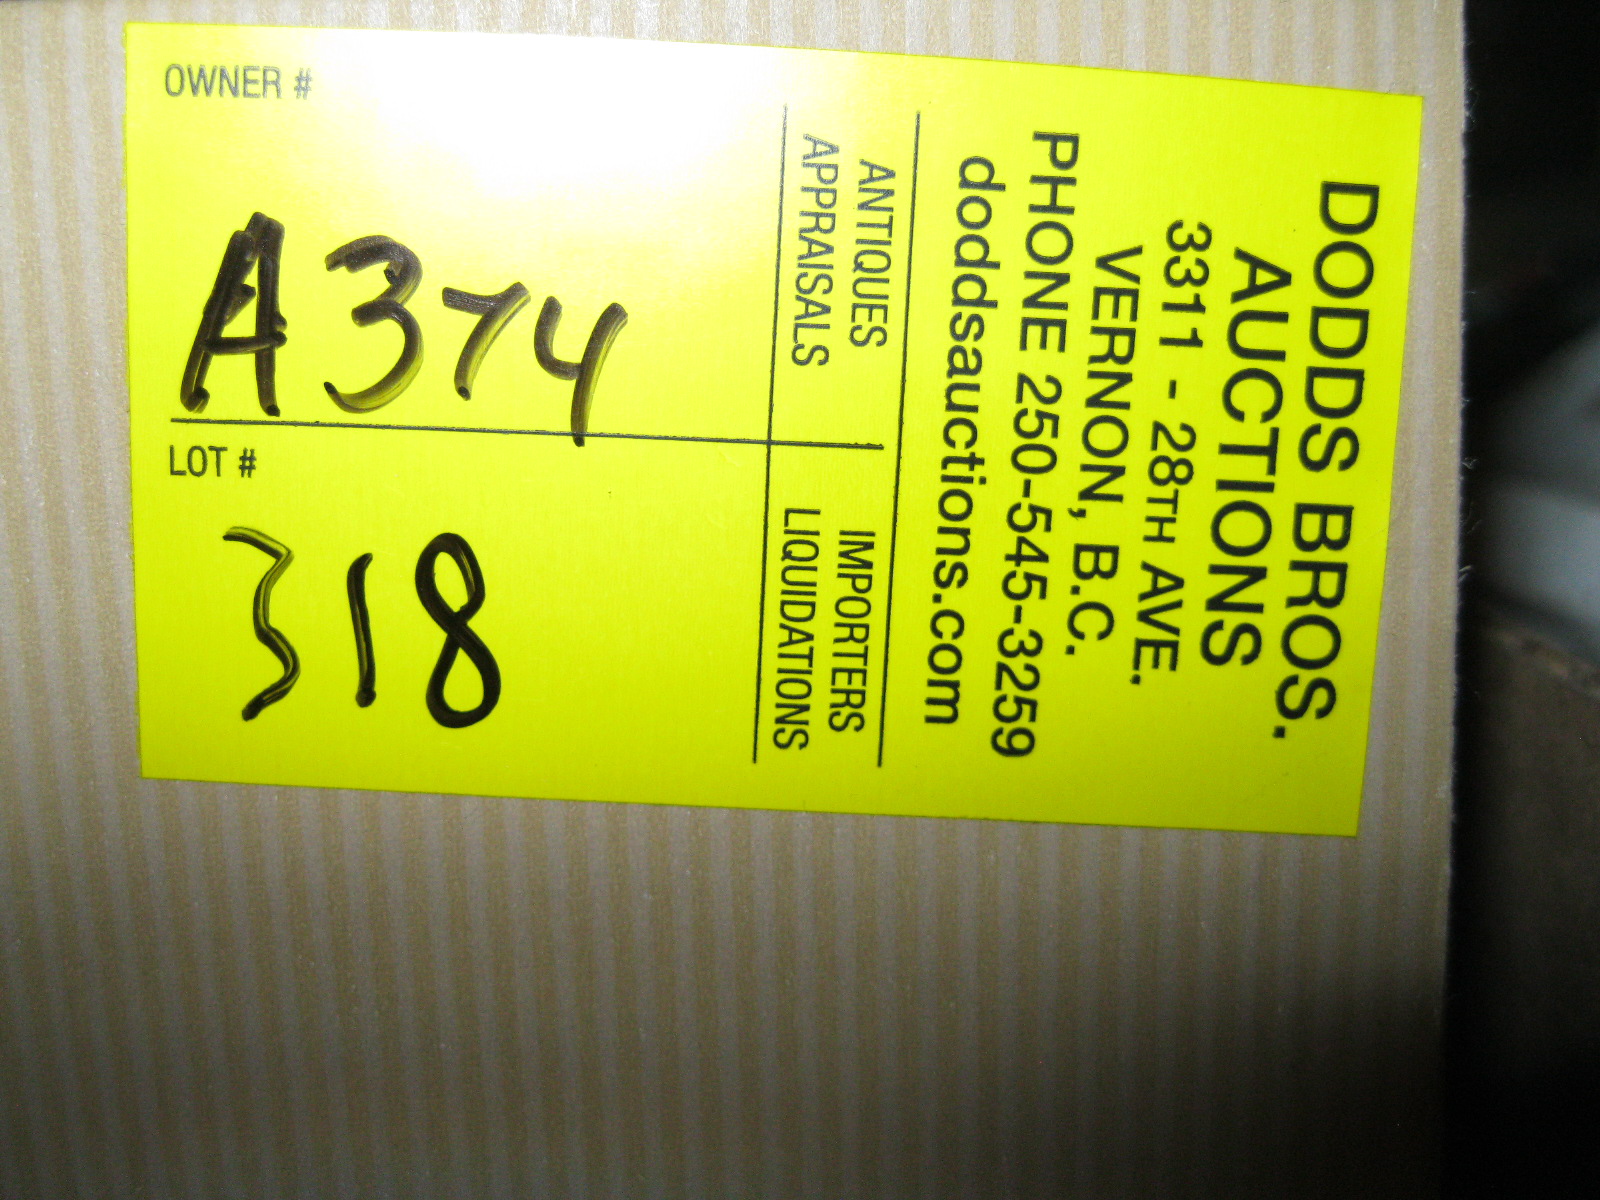 DODDS BROS.
AUCTIONS
3311 - 28TH AVE.
VERNON, B.C.
PHONE 250-545-3259
doddsauctions.com
ANTIQUES
APPRAISALS
IMPORTERS
LIQUIDATIONS
OWNER #
A374
LOT #
318